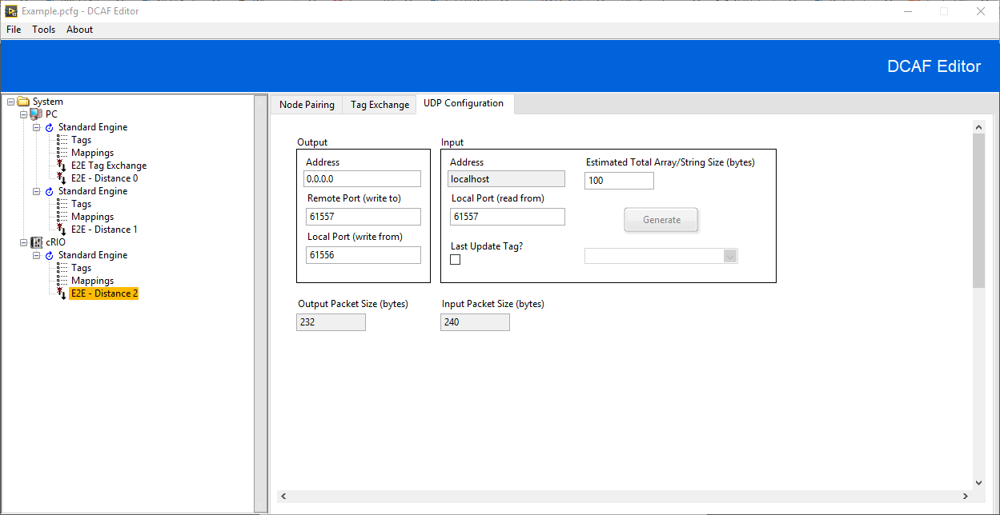 Example.pcfg - DCAF Editor
File Tools About
DCAF Editor
System
PC
Standard Engine
Tags
Mappings
E2E Tag Exchange
E2E - Distance 0
Standard Engine
Tags
Mappings
E2E - Distance 1
cRIO
Standard Engine
Tags
Mappings
E2E - Distance 2
Node Pairing Tag Exchange UDP Configuration
Output
Address
0.0.0.0
Remote Port (write to)
61557
Local Port (write from)
61556
Input
Address
localhost
Local Port (read from)
61557
Last Update Tag?
Estimated Total Array/String Size (bytes)
100
Generate
Output Packet Size (bytes)
232
Input Packet Size (bytes)
240